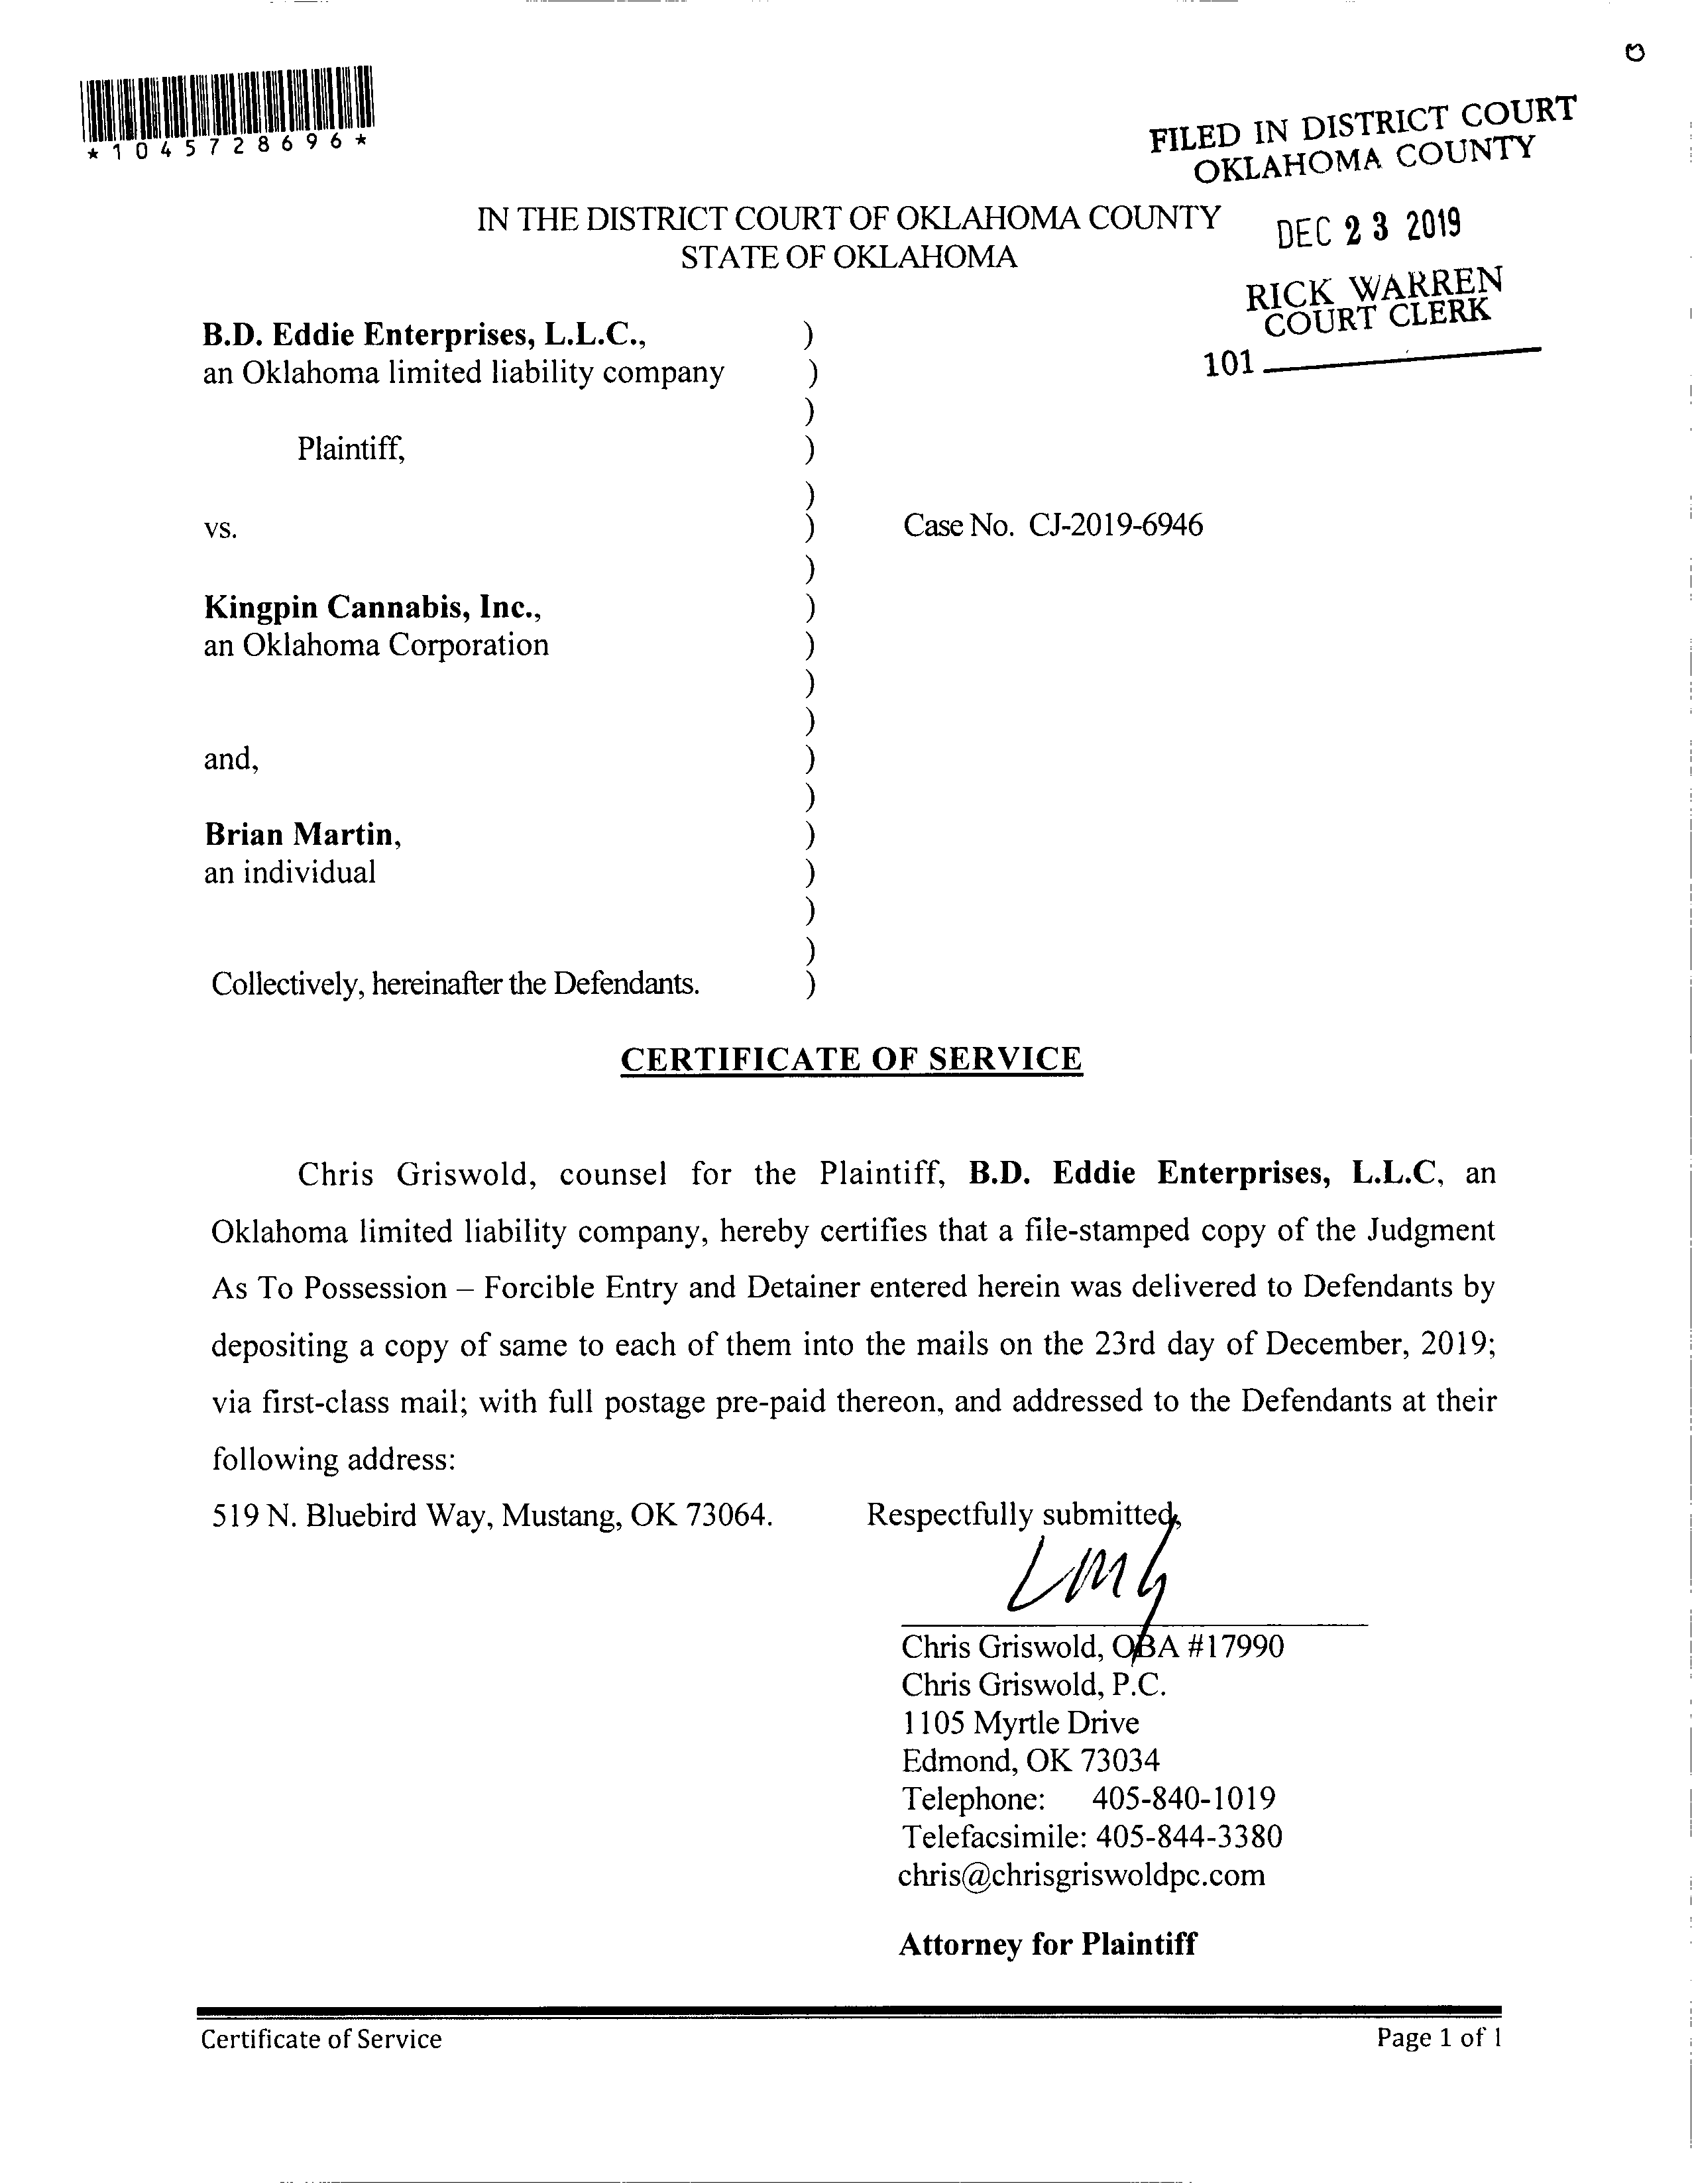 *1045728696*
FILED IN DISTRICT COURT
OKLAHOMA COUNTY
DEC 23 2019
RICK WARREN
COURT CLERK
101
IN THE DISTRICT COURT OF OKLAHOMA COUNTY
STATE OF OKLAHOMA
B.D. Eddie Enterprises, L.L.C., )
an Oklahoma limited liability company )
)
Plaintiff, )
)
vs. ) Case No. CJ-2019-6946
)
Kingpin Cannabis, Inc., )
an Oklahoma Corporation )
)
)
and, )
)
Brian Martin, )
an individual )
)
)
Collectively, hereinafter the Defendants. )
CERTIFICATE OF SERVICE
Chris Griswold, counsel for the Plaintiff, B.D. Eddie Enterprises, L.L.C, an
Oklahoma limited liability company, hereby certifies that a file-stamped copy of the Judgment
As To Possession – Forcible Entry and Detainer entered herein was delivered to Defendants by
depositing a copy of same to each of them into the mails on the 23rd day of December, 2019;
via first-class mail; with full postage pre-paid thereon, and addressed to the Defendants at their
following address:
519 N. Bluebird Way, Mustang, OK 73064. Respectfully submitted,
Chris Griswold, OBA #17990
Chris Griswold, P.C.
1105 Myrtle Drive
Edmond, OK 73034
Telephone: 405-840-1019
Telefacsimile: 405-844-3380
chris@chrisgriswoldpc.com
Attorney for Plaintiff
Certificate of Service Page 1 of 1